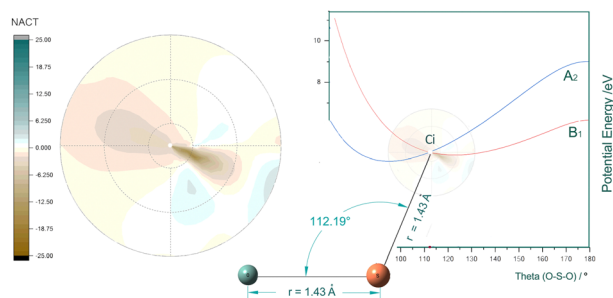 NACT
25.00
18.75
12.50
6.250
0.000
-6.250
-12.50
-18.75
-25.00
10
8
A2
B1
Ci
Potential Energy /eV
112.19°
r = 1.43 Å
r = 1.43 Å
100 110 120 130 140 150 160 170 180
Theta (O-S-O) / °